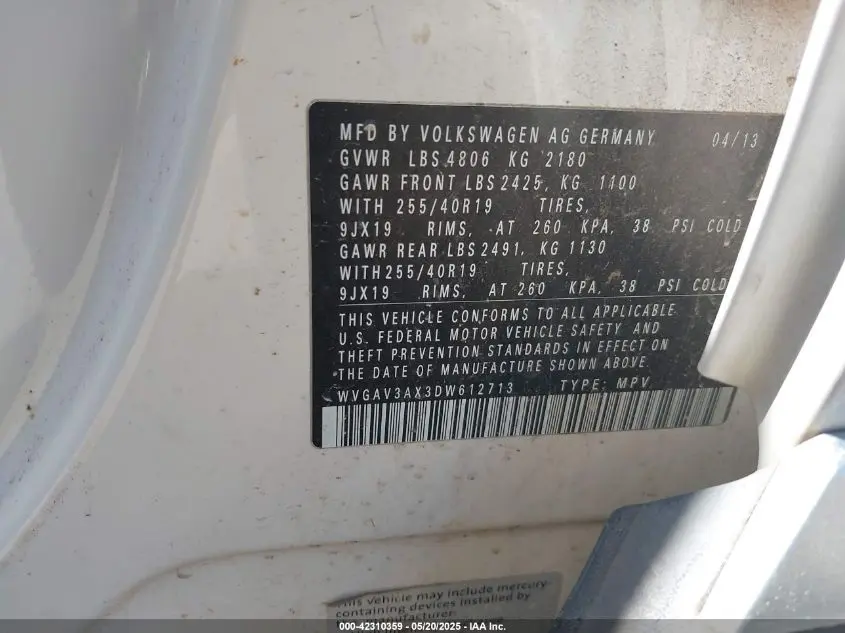 MFD BY VOLKSWAGEN AG GERMANY 04/13
GVWR LBS 4806 KG 2180
GAWR FRONT LBS 2425, KG 1100
WITH 255/40R19 TIRES,
9JX19 RIMS, AT 260 KPA, 38 PSI COLD
GAWR REAR LBS 2491, KG 1130
WITH 255/40R19 TIRES,
9JX19 RIMS, AT 260 KPA, 38 PSI COLD
THIS VEHICLE CONFORMS TO ALL APPLICABLE
U.S. FEDERAL MOTOR VEHICLE SAFETY AND
THEFT PREVENTION STANDARDS IN EFFECT ON
THE DATE OF MANUFACTURE SHOWN ABOVE.
WVGAV3AX3DW612713 TYPE: MPV
This vehicle may include mercury-
containing devices installed by
manufacturer:
000-42310359 - 05/20/2025 - IAA Inc.